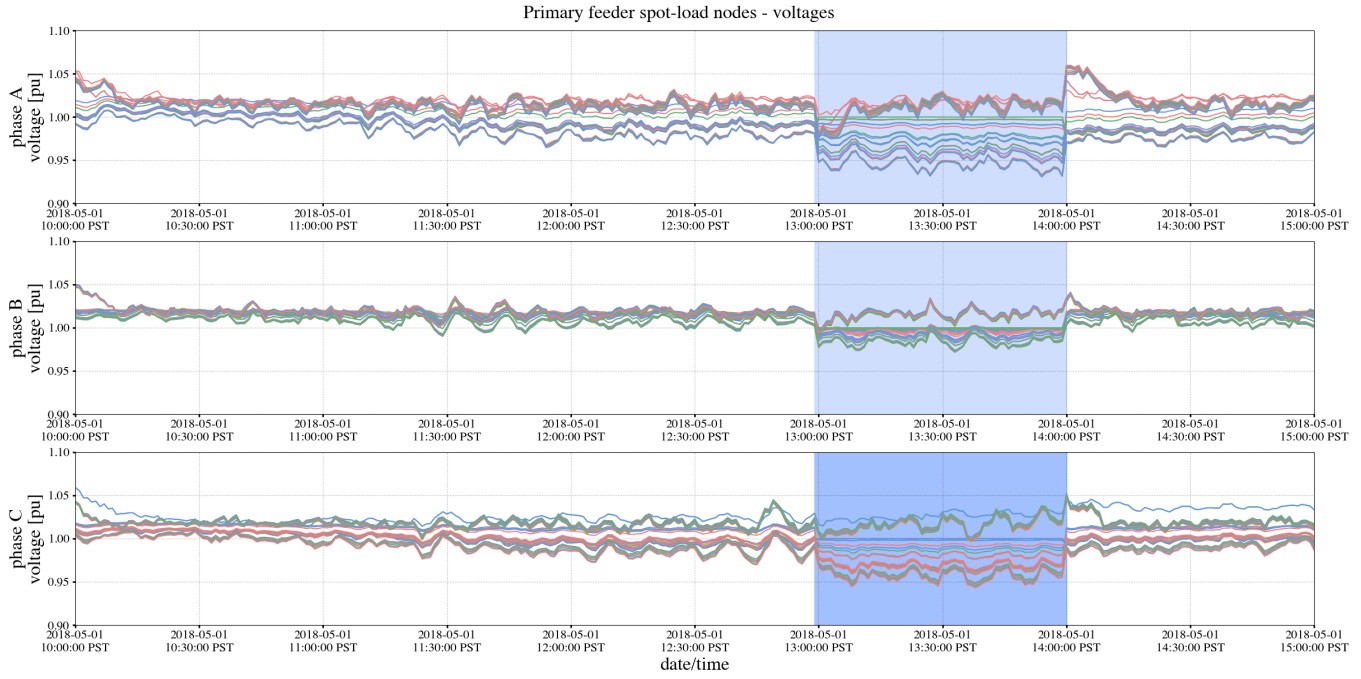 Primary feeder spot-load nodes - voltages
phase A
voltage [pu]
1.10
1.05
1.00
0.95
0.90
2018-05-01 2018-05-01 2018-05-01 2018-05-01 2018-05-01 2018-05-01 2018-05-01 2018-05-01 2018-05-01 2018-05-01 2018-05-01
10:00:00 PST 10:30:00 PST 11:00:00 PST 11:30:00 PST 12:00:00 PST 12:30:00 PST 13:00:00 PST 13:30:00 PST 14:00:00 PST 14:30:00 PST 15:00:00 PST
phase B
voltage [pu]
1.10
1.05
1.00
0.95
0.90
2018-05-01 2018-05-01 2018-05-01 2018-05-01 2018-05-01 2018-05-01 2018-05-01 2018-05-01 2018-05-01 2018-05-01 2018-05-01
10:00:00 PST 10:30:00 PST 11:00:00 PST 11:30:00 PST 12:00:00 PST 12:30:00 PST 13:00:00 PST 13:30:00 PST 14:00:00 PST 14:30:00 PST 15:00:00 PST
phase C
voltage [pu]
1.10
1.05
1.00
0.95
0.90
2018-05-01 2018-05-01 2018-05-01 2018-05-01 2018-05-01 2018-05-01 2018-05-01 2018-05-01 2018-05-01 2018-05-01 2018-05-01
10:00:00 PST 10:30:00 PST 11:00:00 PST 11:30:00 PST 12:00:00 PST 12:30:00 PST 13:00:00 PST 13:30:00 PST 14:00:00 PST 14:30:00 PST 15:00:00 PST
date/time